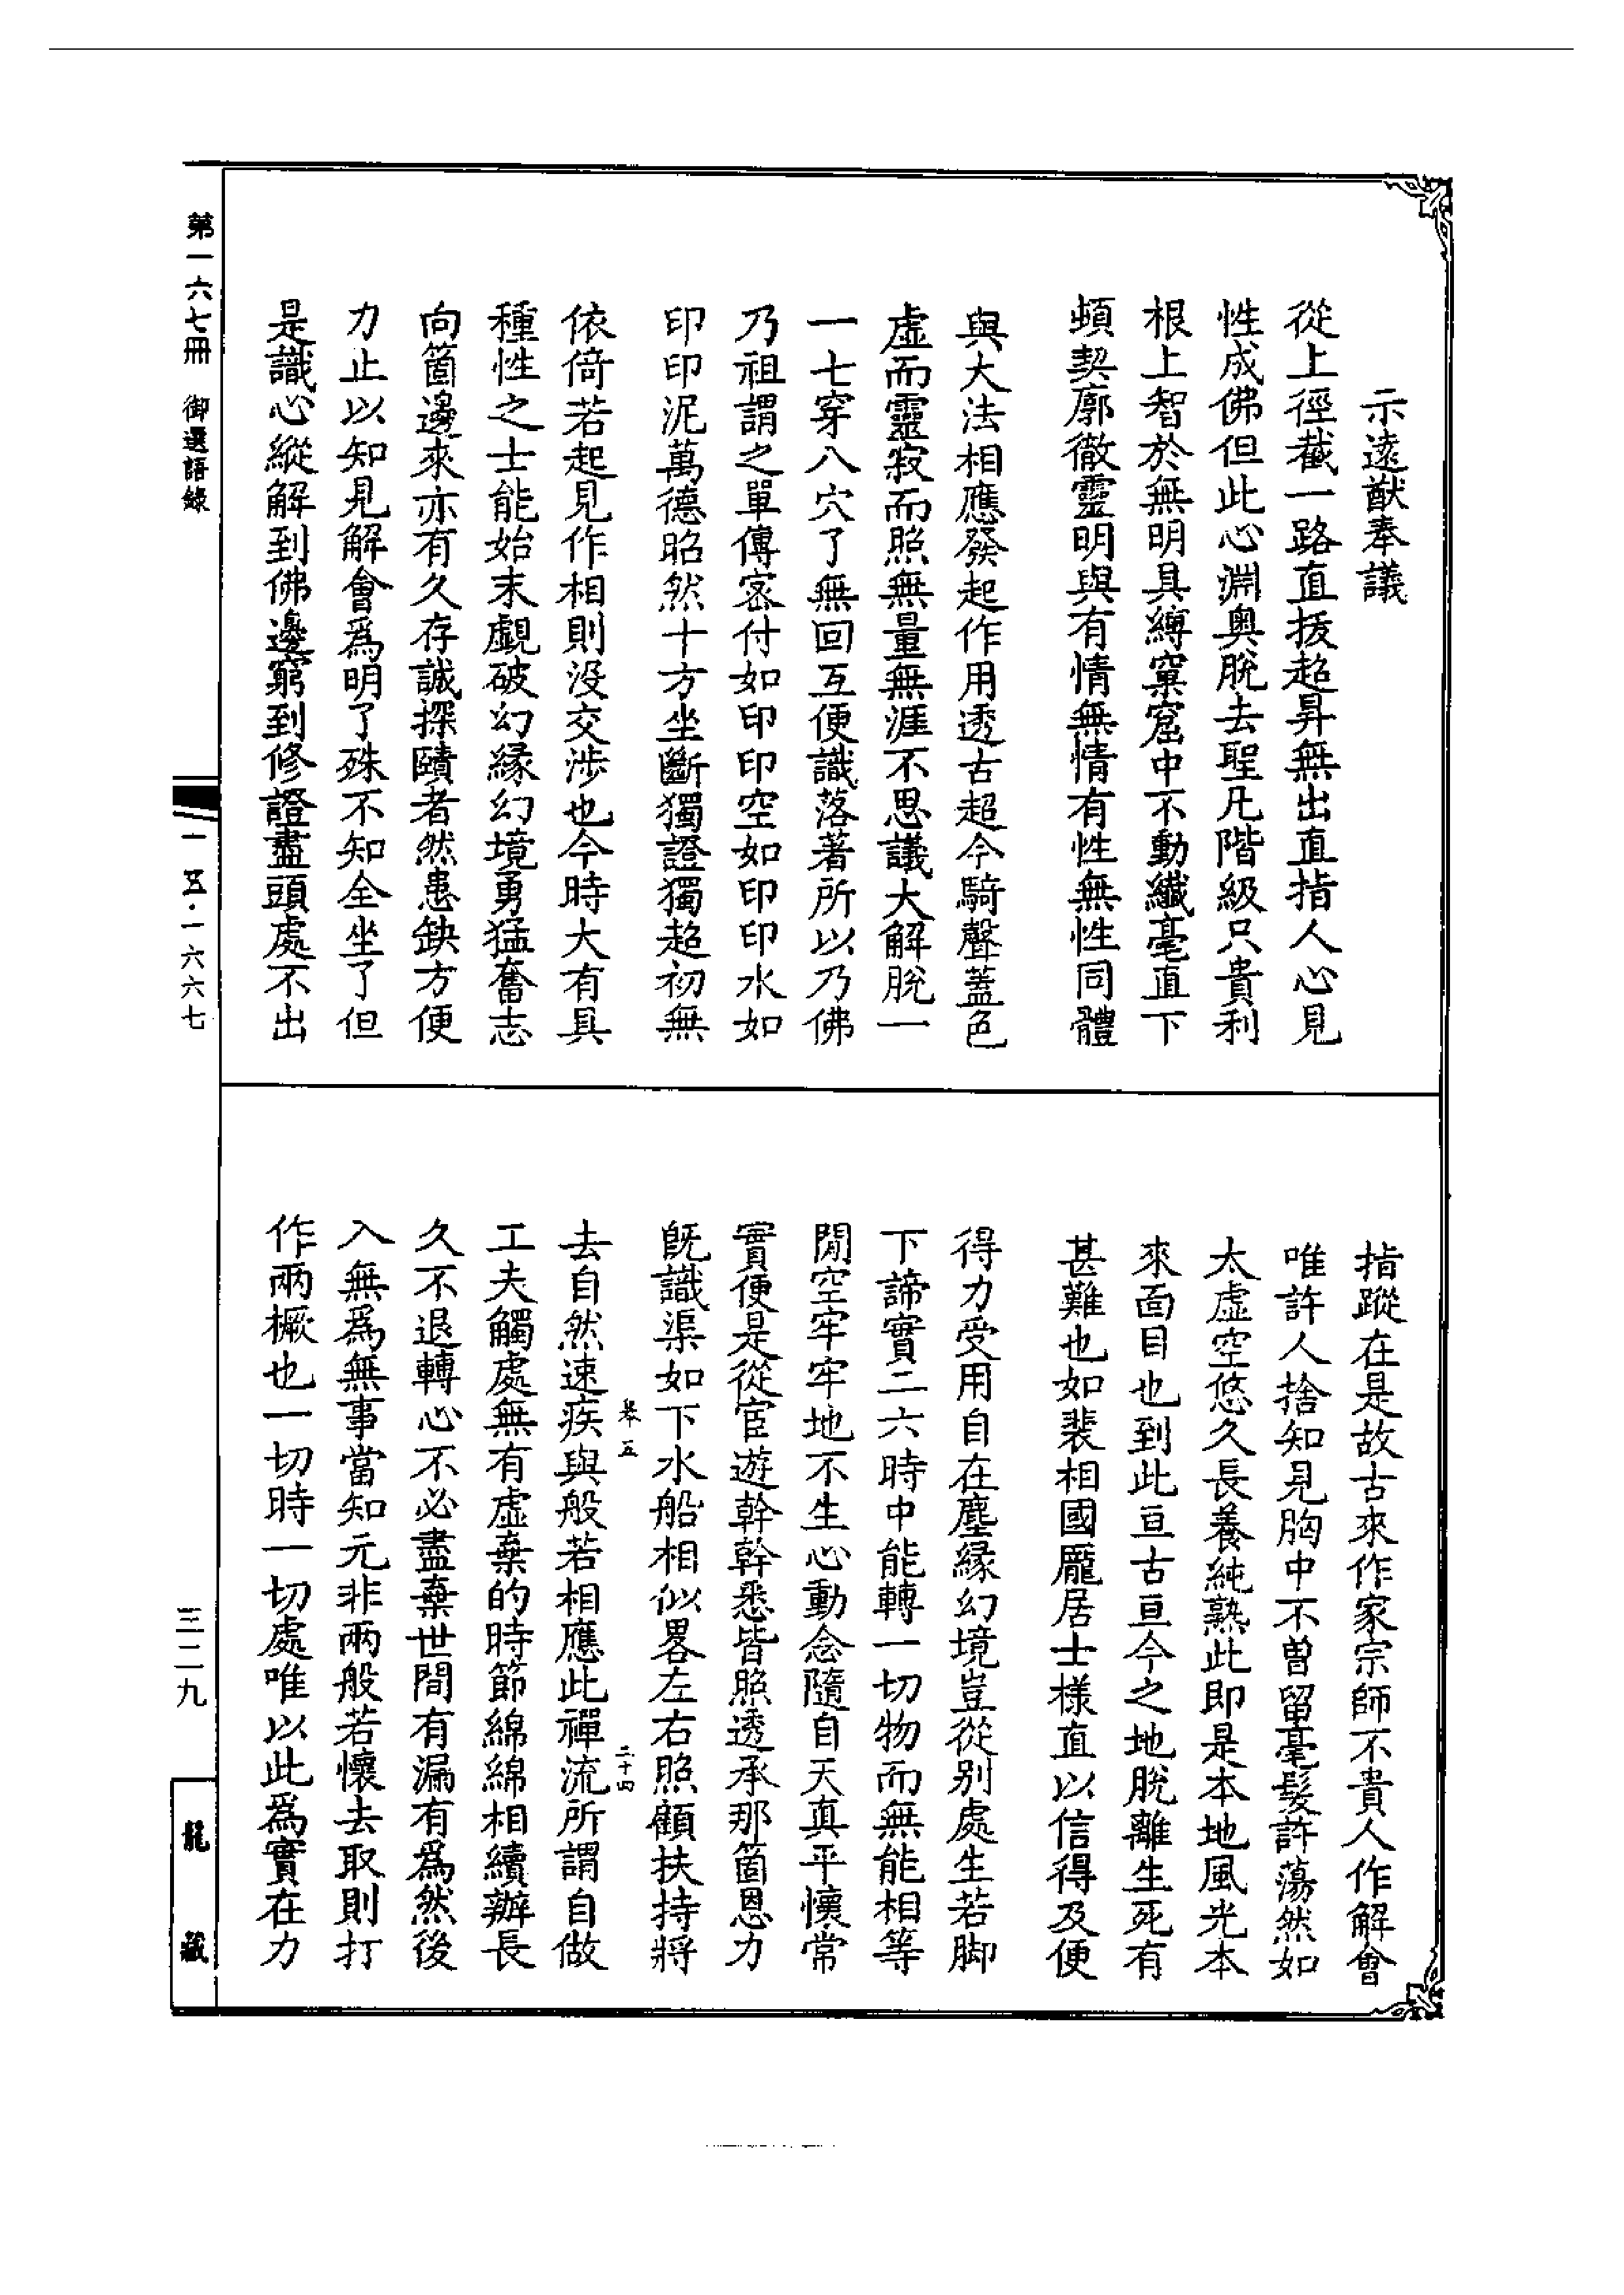 示遠猷奉議
從上徑截一路直拔超昇無出直指人心見
性成佛但此心淵奥脫去聖凡階級只貴利
根上智於無明具縛窠窟中不動纖毫直下
頓契廓徹靈明與有情無情有性無性同體
與大法相應發起作用透古超今騎聲蓋色
虛而靈寂而照無量無涯不思議大解脫一
一七穿八穴了無回互便識落著所以乃佛
乃祖謂之單傳密付如印印空如印印水如
印印泥萬德昭然十方坐斷獨證獨超初無
依倚若起見作相則沒交涉也今時大有具
種性之士能始末覷破幻緣幻境勇猛奮志
向箇邊來亦有久存誠探賾者然患缺方便
力止以知見解會爲明了殊不知全坐了但
是識心縱解到佛邊窮到修證盡頭處不出
指蹤在是故古來作家宗師不貴人作解會
唯許人捨知見胸中不曾留毫髮許蕩然如
太虛空悠久長養純熟此即是本地風光本
來面目也到此亘古亘今之地脫離生死有
甚難也如裴相國龐居士樣直以信得及便
得力受用自在塵緣幻境豈從別處生若脚
下諦實二六時中能轉一切物而無能相等
閒空牢牢地不生心動念隨自天真平懷常
實便是從宦遊幹幹悉皆照透承那箇恩力
旣識渠如下水船相似畧左右照顧扶持將
卷五
二十四
去自然速疾與般若相應此禪流所謂自做
工夫觸處無有虛棄的時節綿綿相續辦長
久不退轉心不必盡棄世間有漏有爲然後
入無爲無事當知元非兩般若懷去取則打
作兩橛也一切時一切處唯以此爲實在力
第一六七冊
御選語錄
一五·一六六七
三二九
龍藏